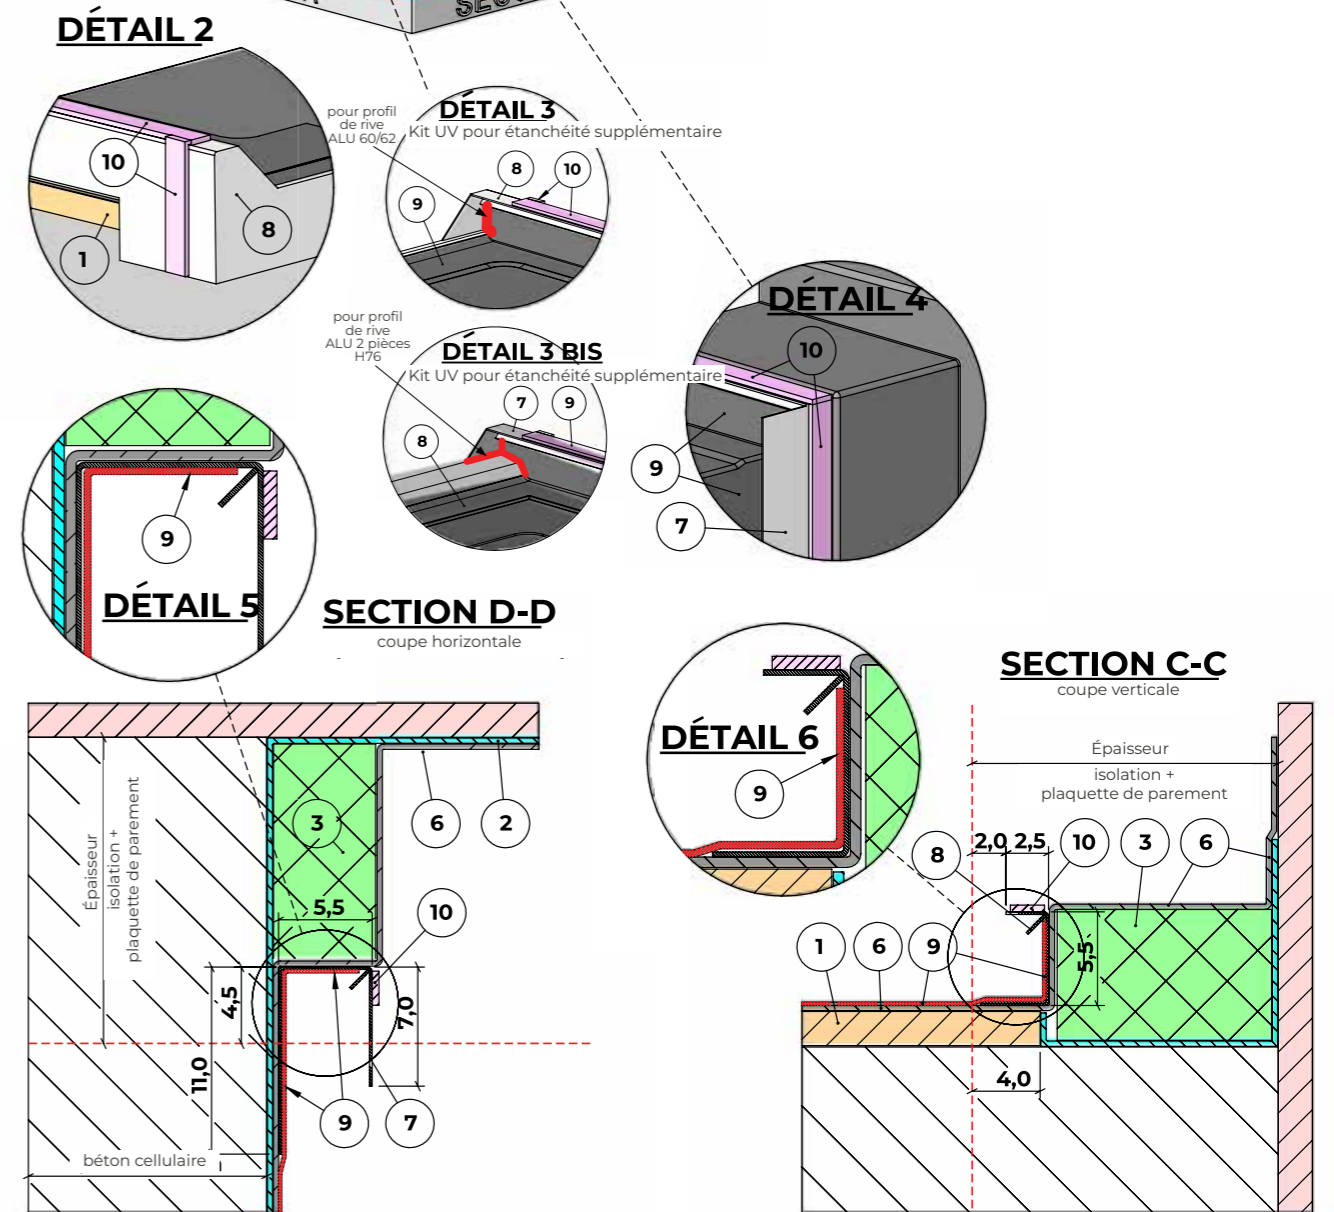 DÉTAIL 2
10
1
8
pour profil
de rive
ALU 60/62
DÉTAIL 3
Kit UV pour étanchéité supplémentaire
8
10
9
pour profil
de rive
ALU 2 pièces
H76
DÉTAIL 3 BIS
Kit UV pour étanchéité supplémentaire
7
9
8
DÉTAIL 4
10
9
7
9
DÉTAIL 5
SECTION D-D
coupe horizontale
Épaisseur
isolation +
plaquette de parement
3
6
2
5,5
10
4,5
7,0
11,0
9
7
béton cellulaire
DÉTAIL 6
9
SECTION C-C
coupe verticale
Épaisseur
isolation +
plaquette de parement
2,0
2,5
8
10
3
6
1
6
9
5,5
4,0